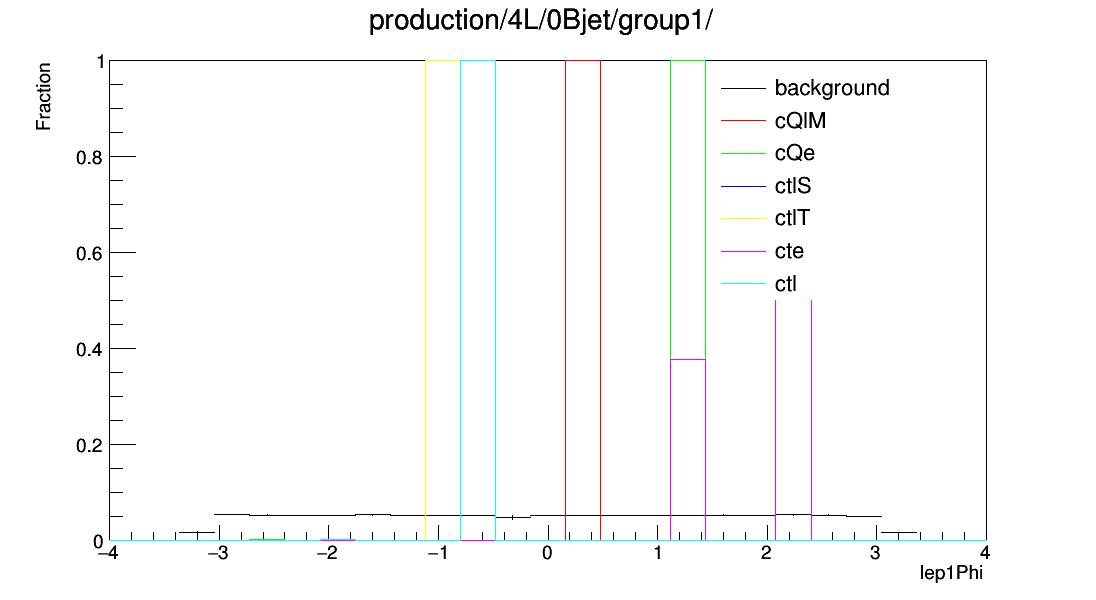 production/4L/0Bjet/group1/
Fraction
1
0.8
0.6
0.4
0.2
0
background
cQlM
cQe
ctlS
ctlT
cte
ctl
−4 −3 −2 −1 0 1 2 3 4
lep1Phi